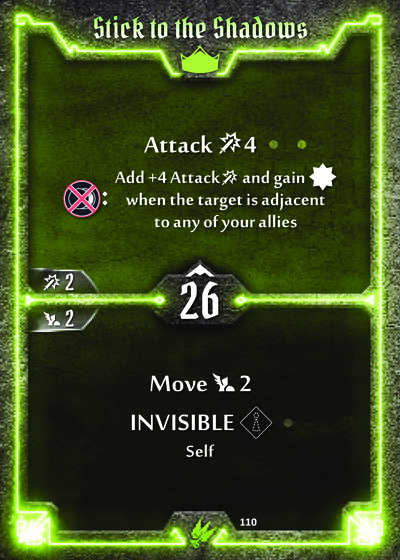 Stick to the Shadows
Attack 4
Add +4 Attack and gain
: when the target is adjacent
to any of your allies
2
26
2
Move 2
INVISIBLE
Self
110